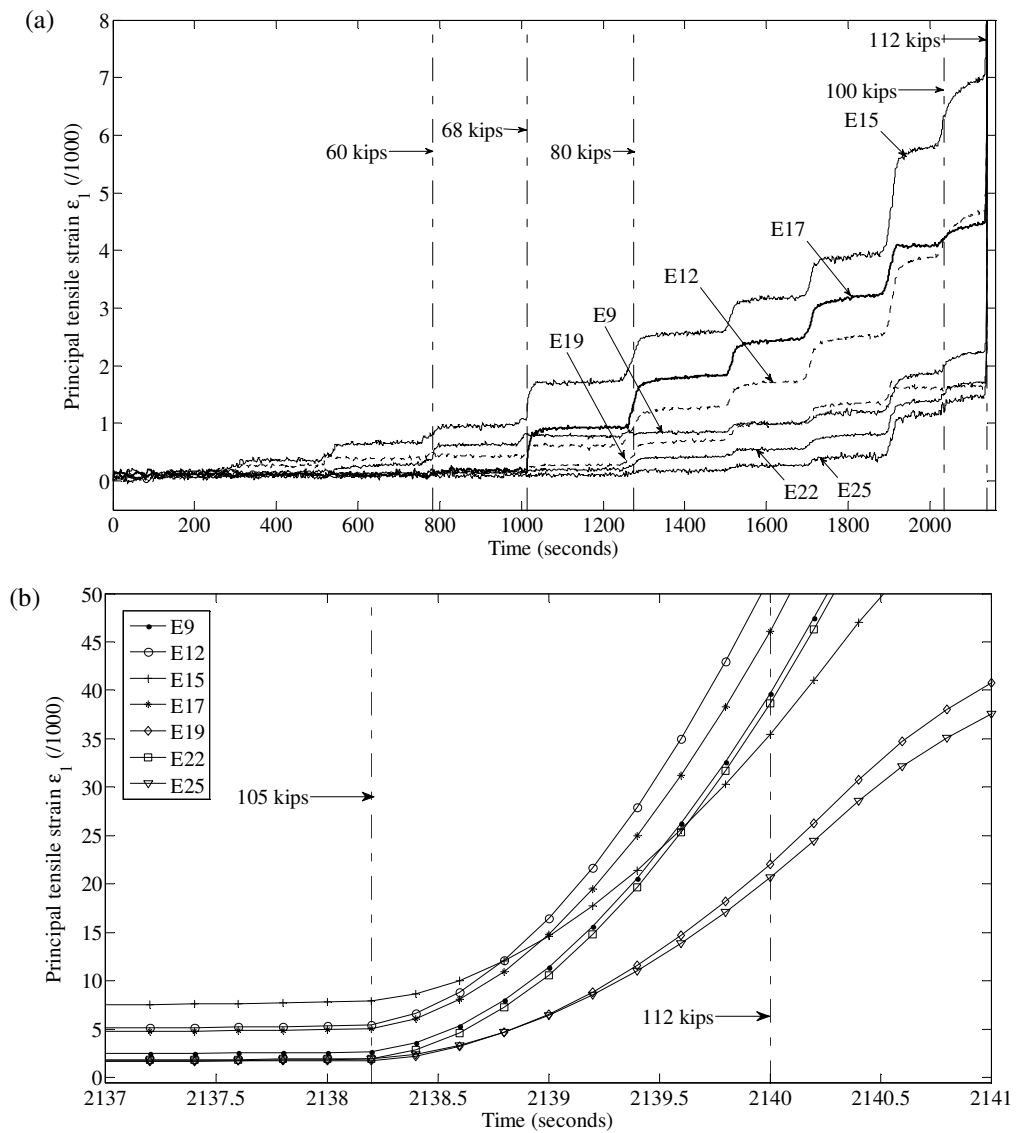 (a)
8
7
6
5
4
3
2
1
0
Principal tensile strain ε1 (/1000)
60 kips
68 kips
80 kips
100 kips
112 kips
E15
E17
E12
E9
E19
E22
E25
0 200 400 600 800 1000 1200 1400 1600 1800 2000
Time (seconds)
(b)
50
45
40
35
30
25
20
15
10
5
0
Principal tensile strain ε1 (/1000)
E9
E12
E15
E17
E19
E22
E25
105 kips
112 kips
2137 2137.5 2138 2138.5 2139 2139.5 2140 2140.5 2141
Time (seconds)